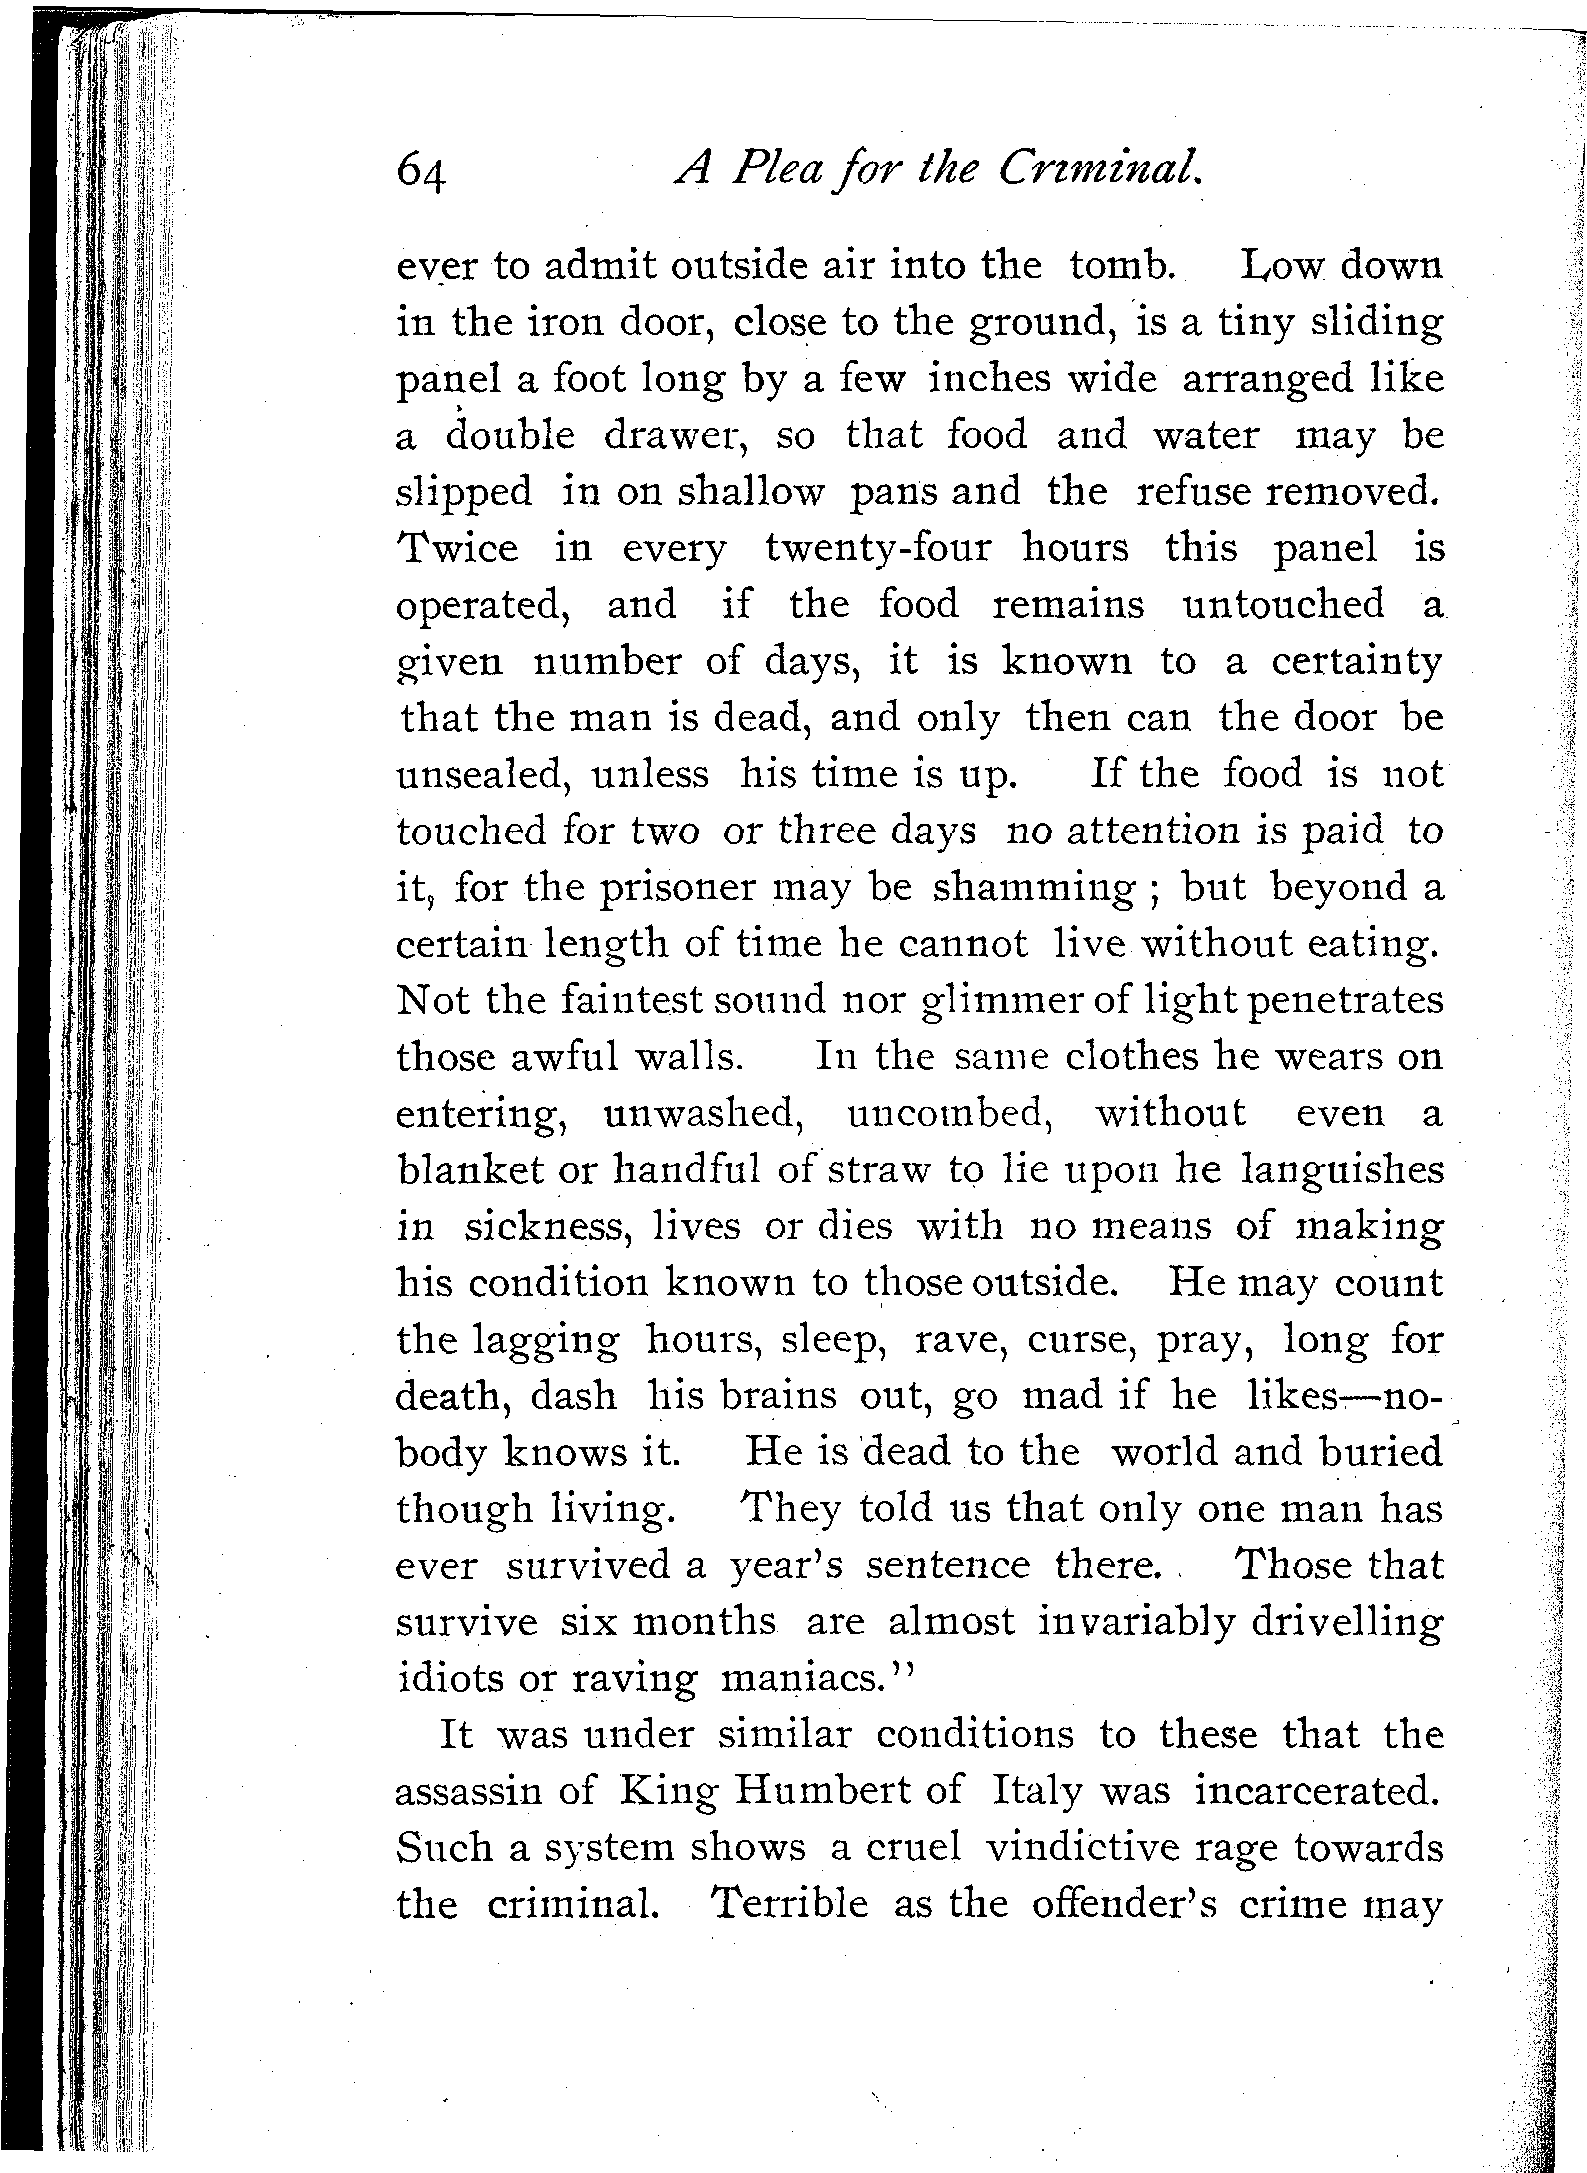 64 A Plea for the Criminal.
ever to admit outside air into the tomb. Low down
in the iron door, close to the ground, is a tiny sliding
panel a foot long by a few inches wide arranged like
a double drawer, so that food and water may be
slipped in on shallow pans and the refuse removed.
Twice in every twenty-four hours this panel is
operated, and if the food remains untouched a
given number of days, it is known to a certainty
that the man is dead, and only then can the door be
unsealed, unless his time is up. If the food is not
touched for two or three days no attention is paid to
it, for the prisoner may be shamming ; but beyond a
certain length of time he cannot live without eating.
Not the faintest sound nor glimmer of light penetrates
those awful walls. In the same clothes he wears on
entering, unwashed, uncombed, without even a
blanket or handful of straw to lie upon he languishes
in sickness, lives or dies with no means of making
his condition known to those outside. He may count
the lagging hours, sleep, rave, curse, pray, long for
death, dash his brains out, go mad if he likes—no-
body knows it. He is dead to the world and buried
though living. They told us that only one man has
ever survived a year's sentence there. Those that
survive six months are almost invariably drivelling
idiots or raving maniacs."
It was under similar conditions to these that the
assassin of King Humbert of Italy was incarcerated.
Such a system shows a cruel vindictive rage towards
the criminal. Terrible as the offender's crime may